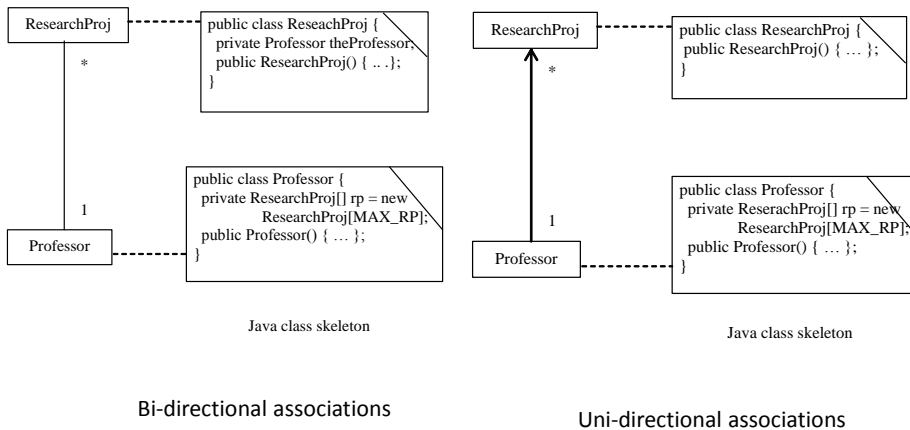 ResearchProj
public class ReseachProj {
private Professor theProfessor;
public ResearchProj() { .. .};
}
*
1
Professor
public class Professor {
private ResearchProj[] rp = new
ResearchProj[MAX_RP];
public Professor() { … };
}
Java class skeleton
Bi-directional associations
ResearchProj
public class ResearchProj {
public ResearchProj() { … };
}
*
1
Professor
public class Professor {
private ReserachProj[] rp = new
ResearchProj[MAX_RP];
public Professor() { … };
}
Java class skeleton
Uni-directional associations